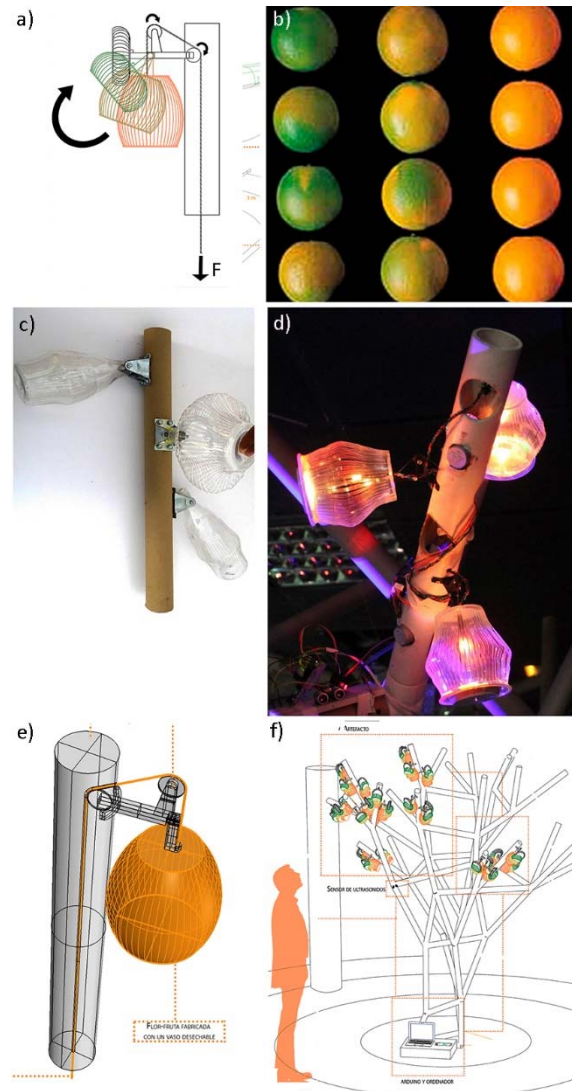 a)
F
b)
c)
d)
e)
FLOR-FRUTA FABRICADA
CON UN VASO DESECHABLE
f)
ARTEFACTO
SENSOR DE ULTRASONIDOS
ARDUINO Y ORDENADOR